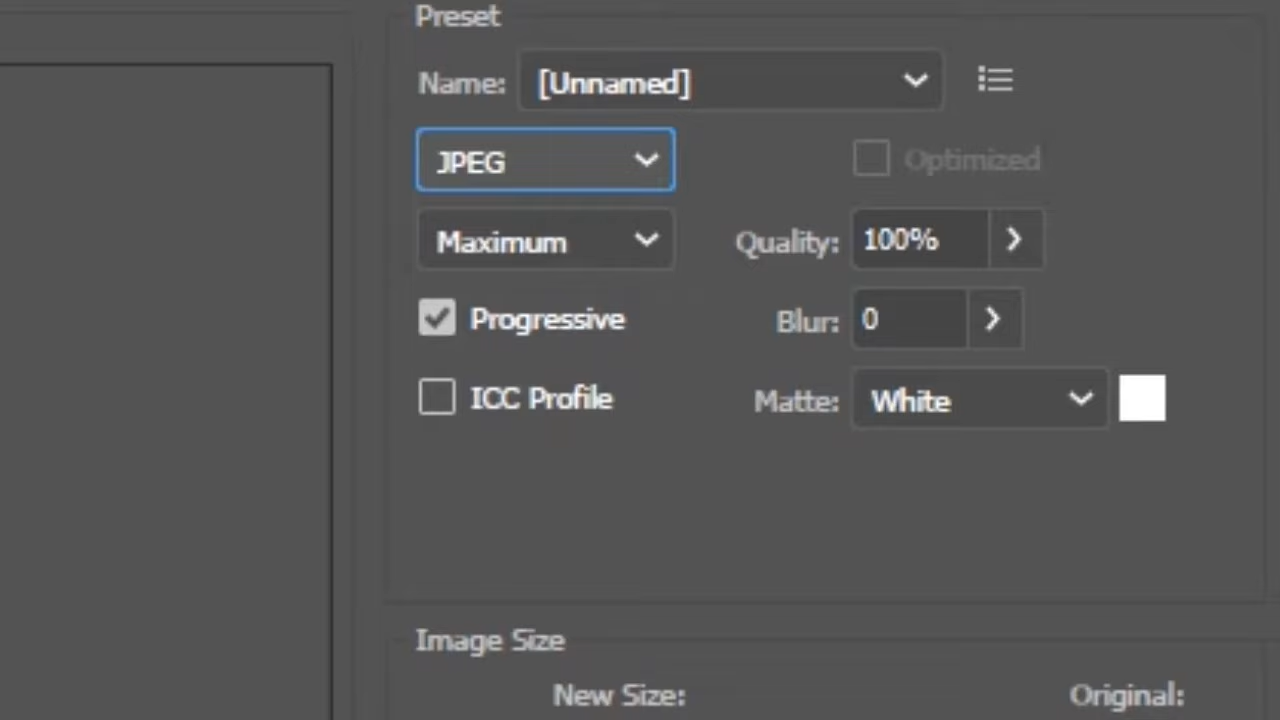 Preset
Name: [Unnamed]
JPEG Optimized
Maximum Quality: 100%
Progressive Blur: 0
ICC Profile Matte: White
Image Size
New Size: Original: